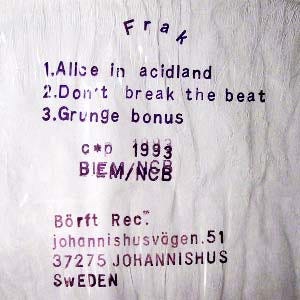 Frak
1.Alice in acidland
2.Don't break the beat
3.Grunge bonus
c*p 1993
BIEM/NCB
Börft Rec™.
johannishusvägen.51
37275 JOHANNISHUS
SWEDEN